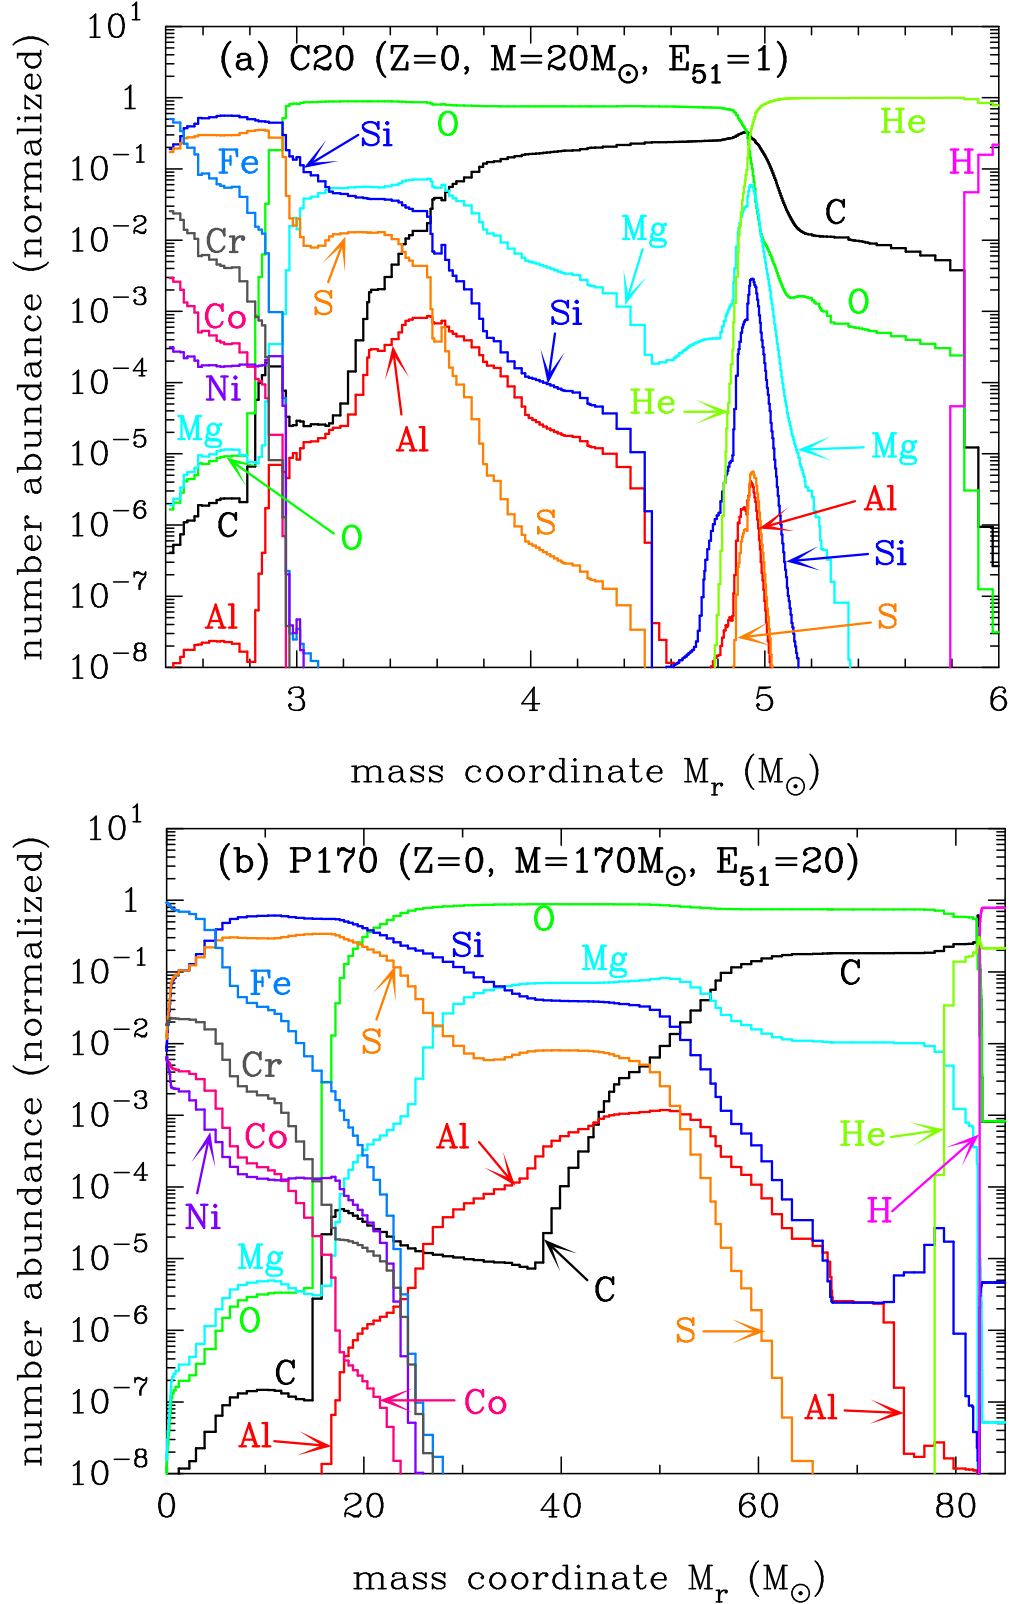 (a) C20 (Z=0, M=20M⊙, E51=1)
number abundance (normalized)
10^1
1
10^-1
10^-2
10^-3
10^-4
10^-5
10^-6
10^-7
10^-8
O
Si
He
Fe
H
C
Cr
Mg
S
Co
O
Si
Ni
He
Mg
Al
Mg
S
Al
C
O
Si
Al
S
3
4
5
6
mass coordinate Mr (M⊙)
(b) P170 (Z=0, M=170M⊙, E51=20)
number abundance (normalized)
10^1
1
10^-1
10^-2
10^-3
10^-4
10^-5
10^-6
10^-7
10^-8
O
Si
Mg
C
Fe
S
Cr
Co
Al
He
Ni
H
Mg
C
O
S
C
Co
Al
Al
0
20
40
60
80
mass coordinate Mr (M⊙)